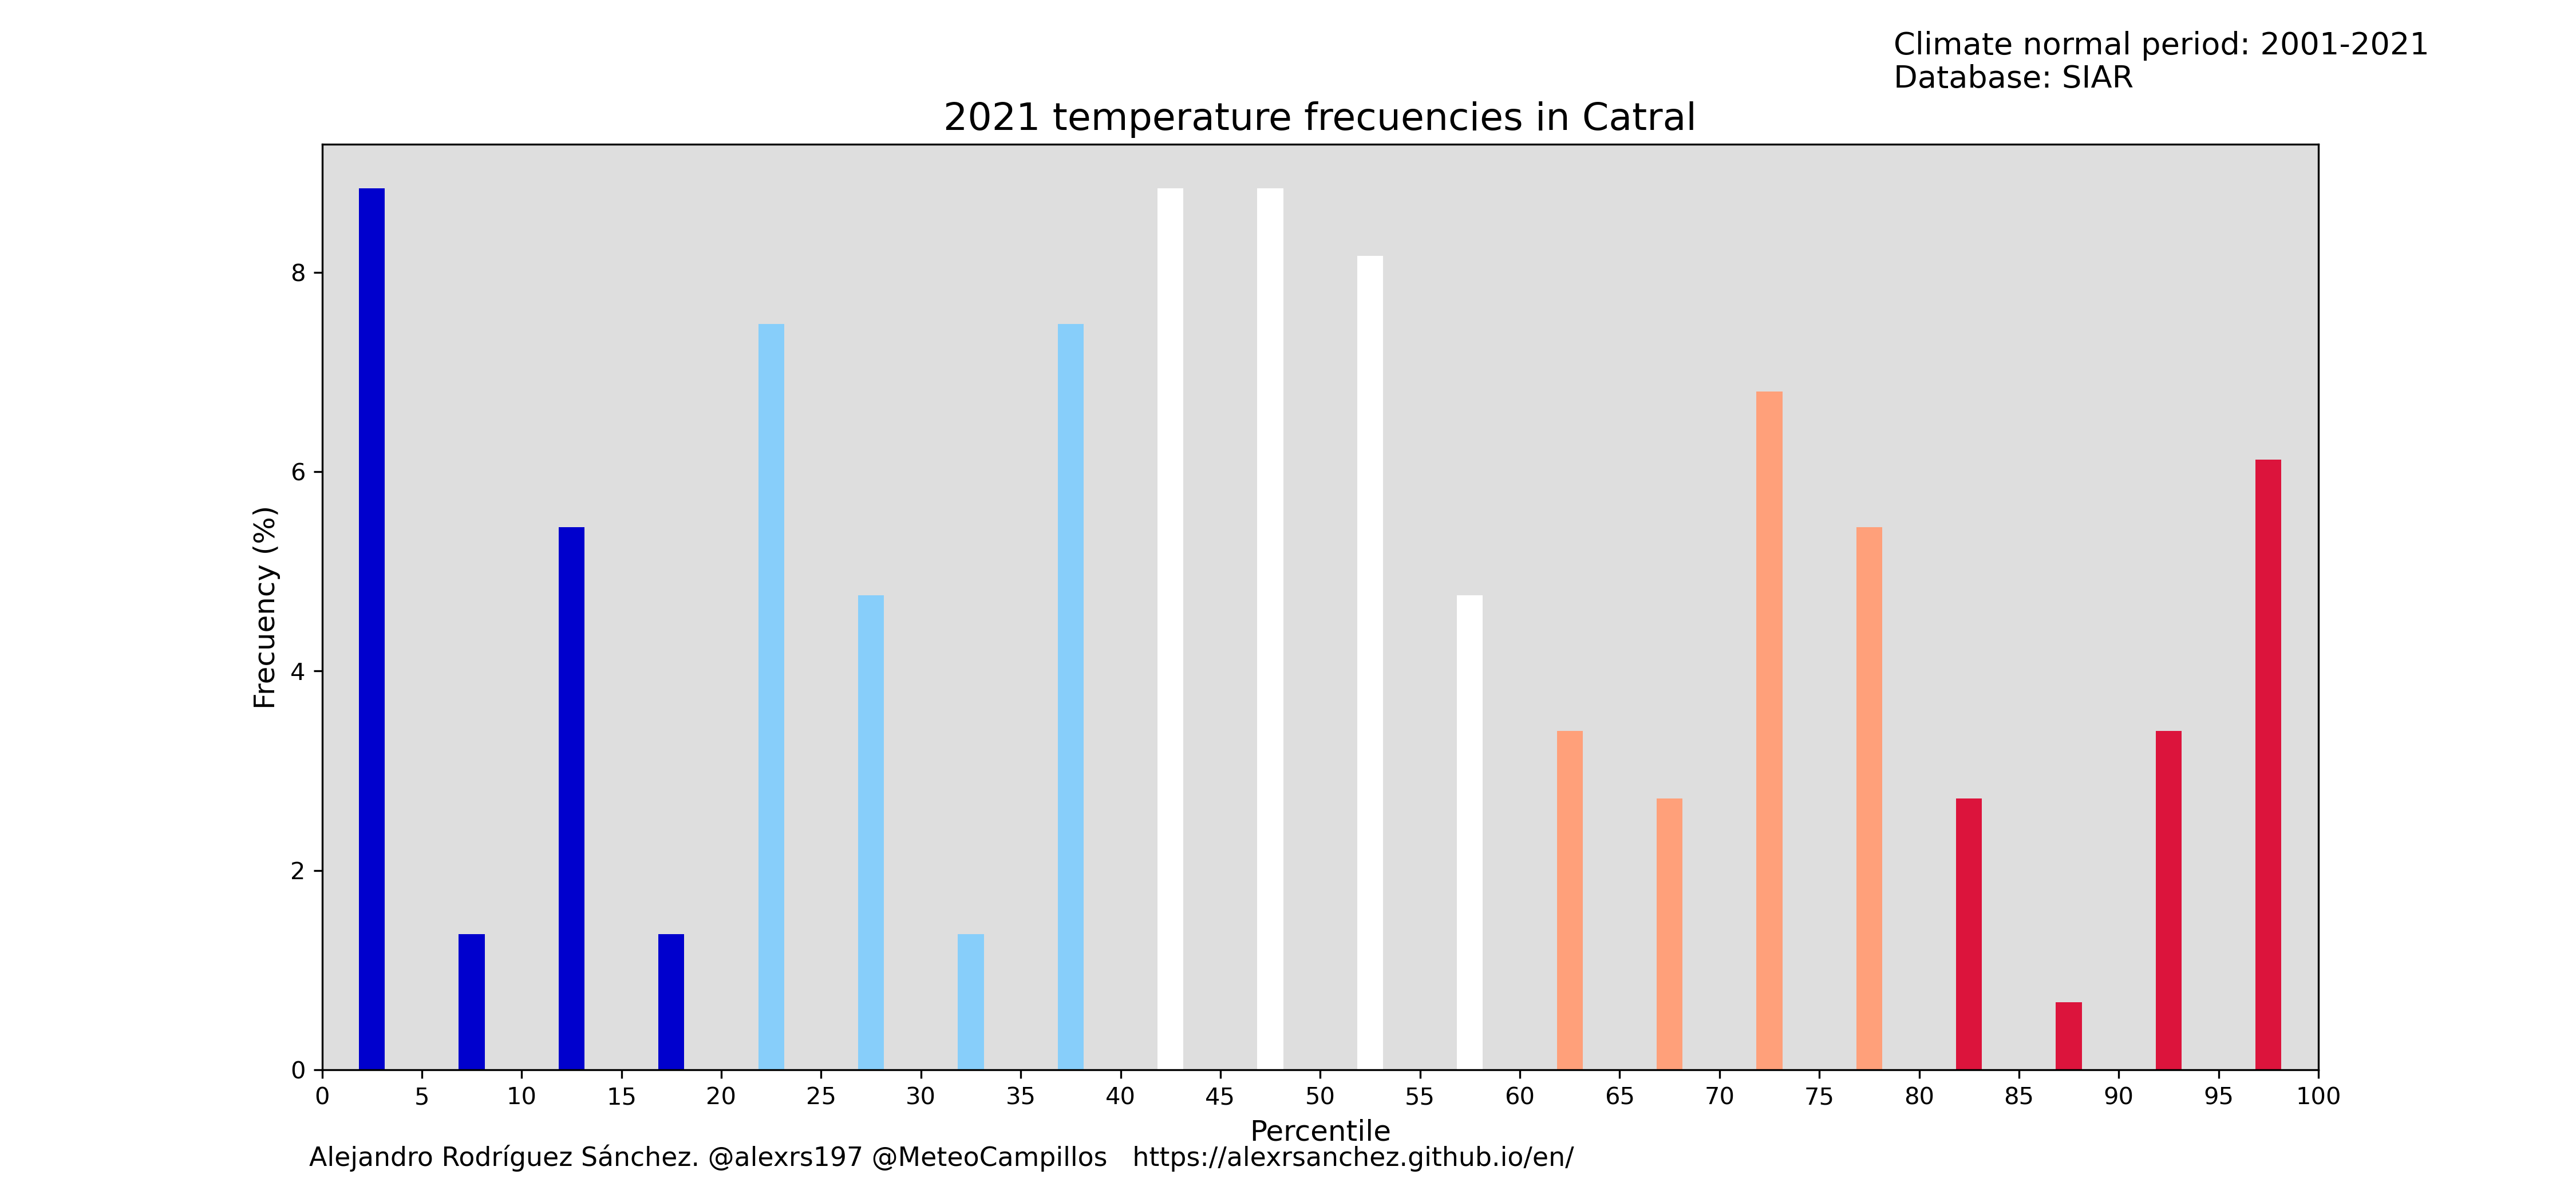 Climate normal period: 2001-2021
Database: SIAR
2021 temperature frecuencies in Catral
Frecuency (%)
8
6
4
2
0
0 5 10 15 20 25 30 35 40 45 50 55 60 65 70 75 80 85 90 95 100
Percentile
Alejandro Rodríguez Sánchez. @alexrs197 @MeteoCampillos https://alexrsanchez.github.io/en/